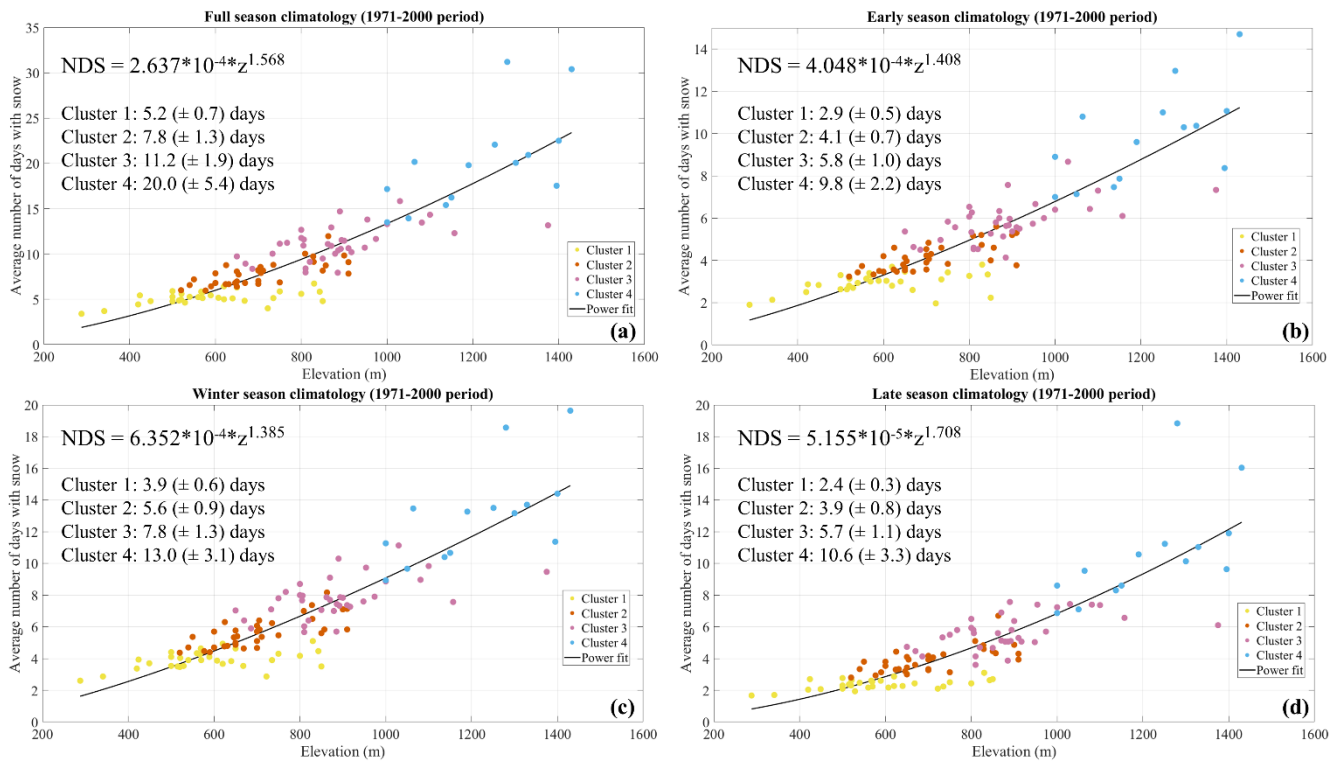 Full season climatology (1971-2000 period)
NDS = 2.637*10^-4*z^1.568
Cluster 1: 5.2 (± 0.7) days
Cluster 2: 7.8 (± 1.3) days
Cluster 3: 11.2 (± 1.9) days
Cluster 4: 20.0 (± 5.4) days
Average number of days with snow
35
30
25
20
15
10
5
0
Cluster 1
Cluster 2
Cluster 3
Cluster 4
Power fit
(a)
200 400 600 800 1000 1200 1400 1600
Elevation (m)
Early season climatology (1971-2000 period)
NDS = 4.048*10^-4*z^1.408
Cluster 1: 2.9 (± 0.5) days
Cluster 2: 4.1 (± 0.7) days
Cluster 3: 5.8 (± 1.0) days
Cluster 4: 9.8 (± 2.2) days
Average number of days with snow
14
12
10
8
6
4
2
0
Cluster 1
Cluster 2
Cluster 3
Cluster 4
Power fit
(b)
200 400 600 800 1000 1200 1400 1600
Elevation (m)
Winter season climatology (1971-2000 period)
NDS = 6.352*10^-4*z^1.385
Cluster 1: 3.9 (± 0.6) days
Cluster 2: 5.6 (± 0.9) days
Cluster 3: 7.8 (± 1.3) days
Cluster 4: 13.0 (± 3.1) days
Average number of days with snow
20
18
16
14
12
10
8
6
4
2
0
Cluster 1
Cluster 2
Cluster 3
Cluster 4
Power fit
(c)
200 400 600 800 1000 1200 1400 1600
Elevation (m)
Late season climatology (1971-2000 period)
NDS = 5.155*10^-5*z^1.708
Cluster 1: 2.4 (± 0.3) days
Cluster 2: 3.9 (± 0.8) days
Cluster 3: 5.7 (± 1.1) days
Cluster 4: 10.6 (± 3.3) days
Average number of days with snow
20
18
16
14
12
10
8
6
4
2
0
Cluster 1
Cluster 2
Cluster 3
Cluster 4
Power fit
(d)
200 400 600 800 1000 1200 1400 1600
Elevation (m)